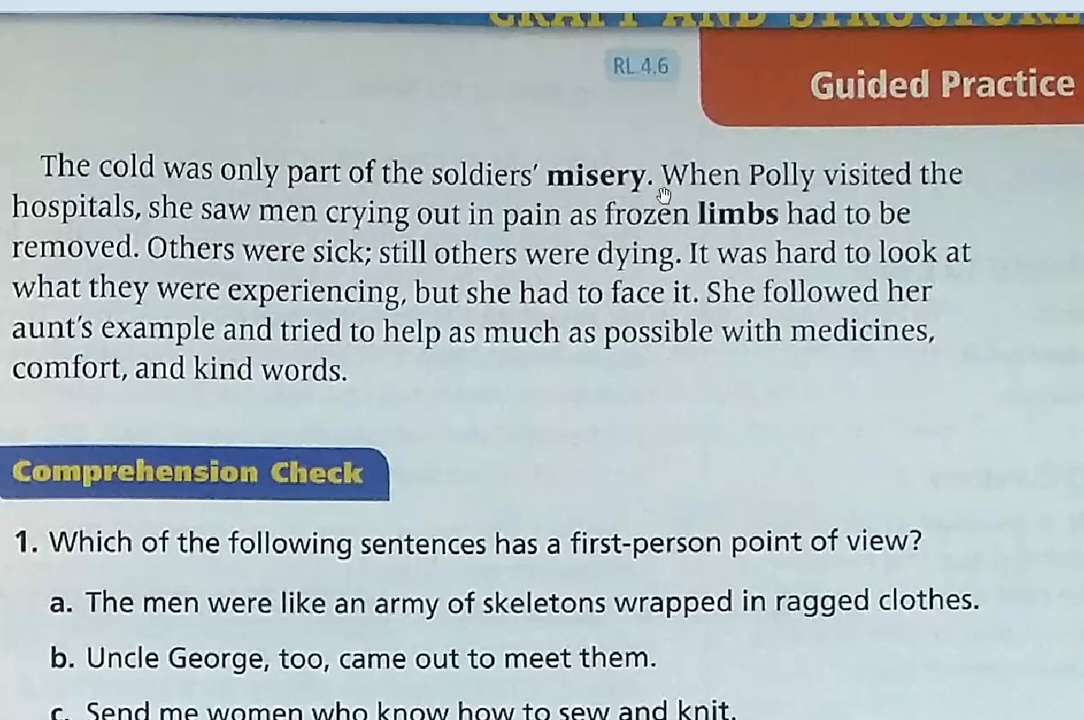 CRAFT AND STRUCTURE
RL.4.6
Guided Practice
The cold was only part of the soldiers' misery. When Polly visited the
hospitals, she saw men crying out in pain as frozen limbs had to be
removed. Others were sick; still others were dying. It was hard to look at
what they were experiencing, but she had to face it. She followed her
aunt's example and tried to help as much as possible with medicines,
comfort, and kind words.
Comprehension Check
1. Which of the following sentences has a first-person point of view?
a. The men were like an army of skeletons wrapped in ragged clothes.
b. Uncle George, too, came out to meet them.
c. Send me women who know how to sew and knit.